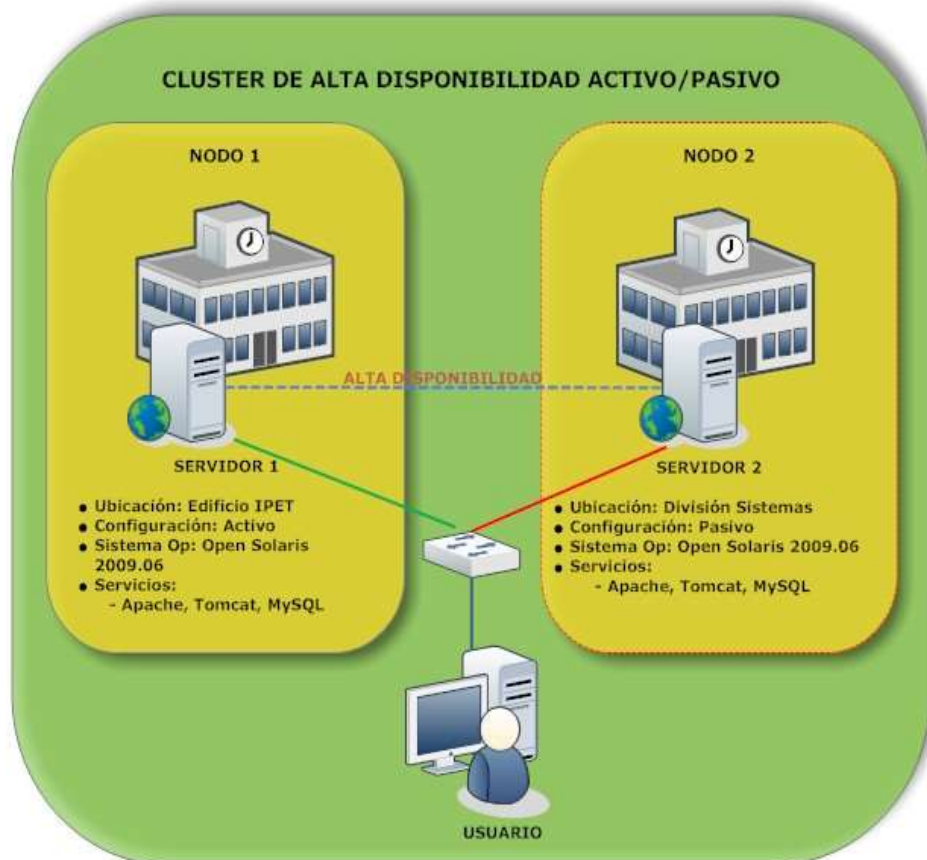 CLUSTER DE ALTA DISPONIBILIDAD ACTIVO/PASIVO
NODO 1
NODO 2
ALTA DISPONIBILIDAD
SERVIDOR 1
● Ubicación: Edificio IPET
● Configuración: Activo
● Sistema Op: Open Solaris
2009.06
● Servicios:
- Apache, Tomcat, MySQL
SERVIDOR 2
● Ubicación: División Sistemas
● Configuración: Pasivo
● Sistema Op: Open Solaris 2009.06
● Servicios:
- Apache, Tomcat, MySQL
USUARIO